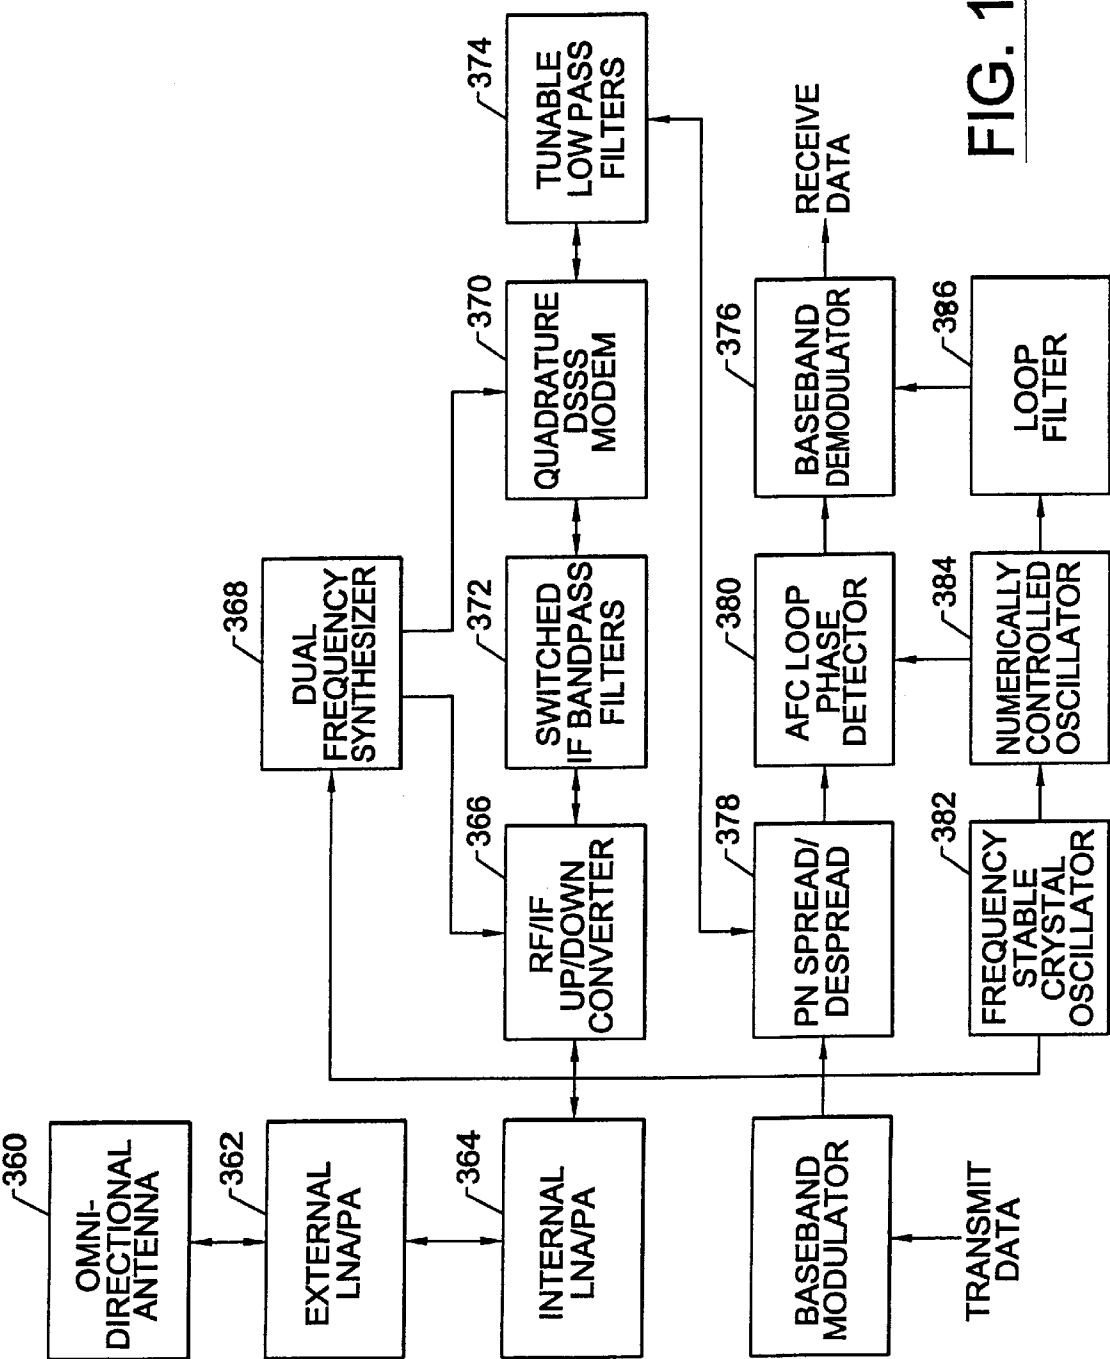 360
OMNI-
DIRECTIONAL
ANTENNA
362
EXTERNAL
LNA/PA
364
INTERNAL
LNA/PA
368
DUAL
FREQUENCY
SYNTHESIZER
366
RF/IF
UP/DOWN
CONVERTER
372
SWITCHED
IF BANDPASS
FILTERS
370
QUADRATURE
DSSS
MODEM
374
TUNABLE
LOW PASS
FILTERS
BASEBAND
MODULATOR
TRANSMIT
DATA
378
PN SPREAD/
DESPREAD
380
AFC LOOP
PHASE
DETECTOR
376
BASEBAND
DEMODULATOR
RECEIVE
DATA
382
FREQUENCY
STABLE
CRYSTAL
OSCILLATOR
384
NUMERICALLY
CONTROLLED
OSCILLATOR
386
LOOP
FILTER
FIG. 1